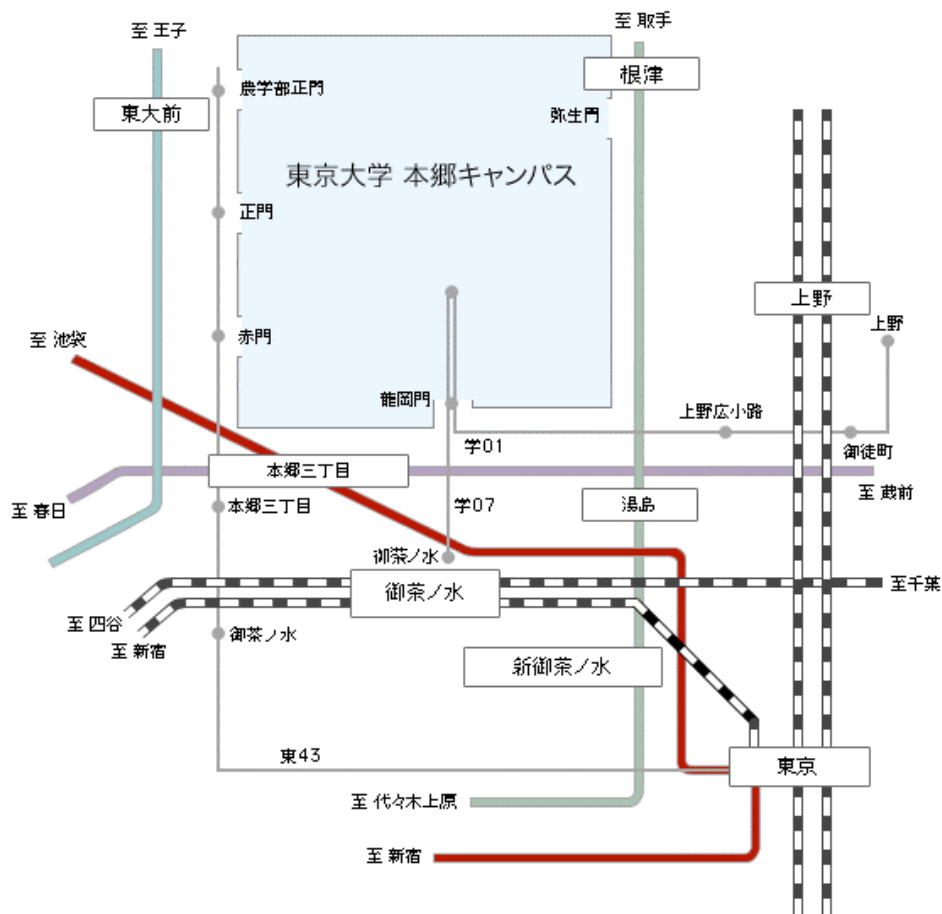 至 王子
至 取手
東大前
農学部正門
根津
弥生門
東京大学 本郷キャンパス
正門
上野
上野
至 池袋
赤門
龍岡門
上野広小路
御徒町
学01
本郷三丁目
至 蔵前
至 春日
本郷三丁目
学07
湯島
御茶ノ水
御茶ノ水
至千葉
至 四谷
至 新宿
御茶ノ水
新御茶ノ水
東43
東京
至 代々木上原
至 新宿